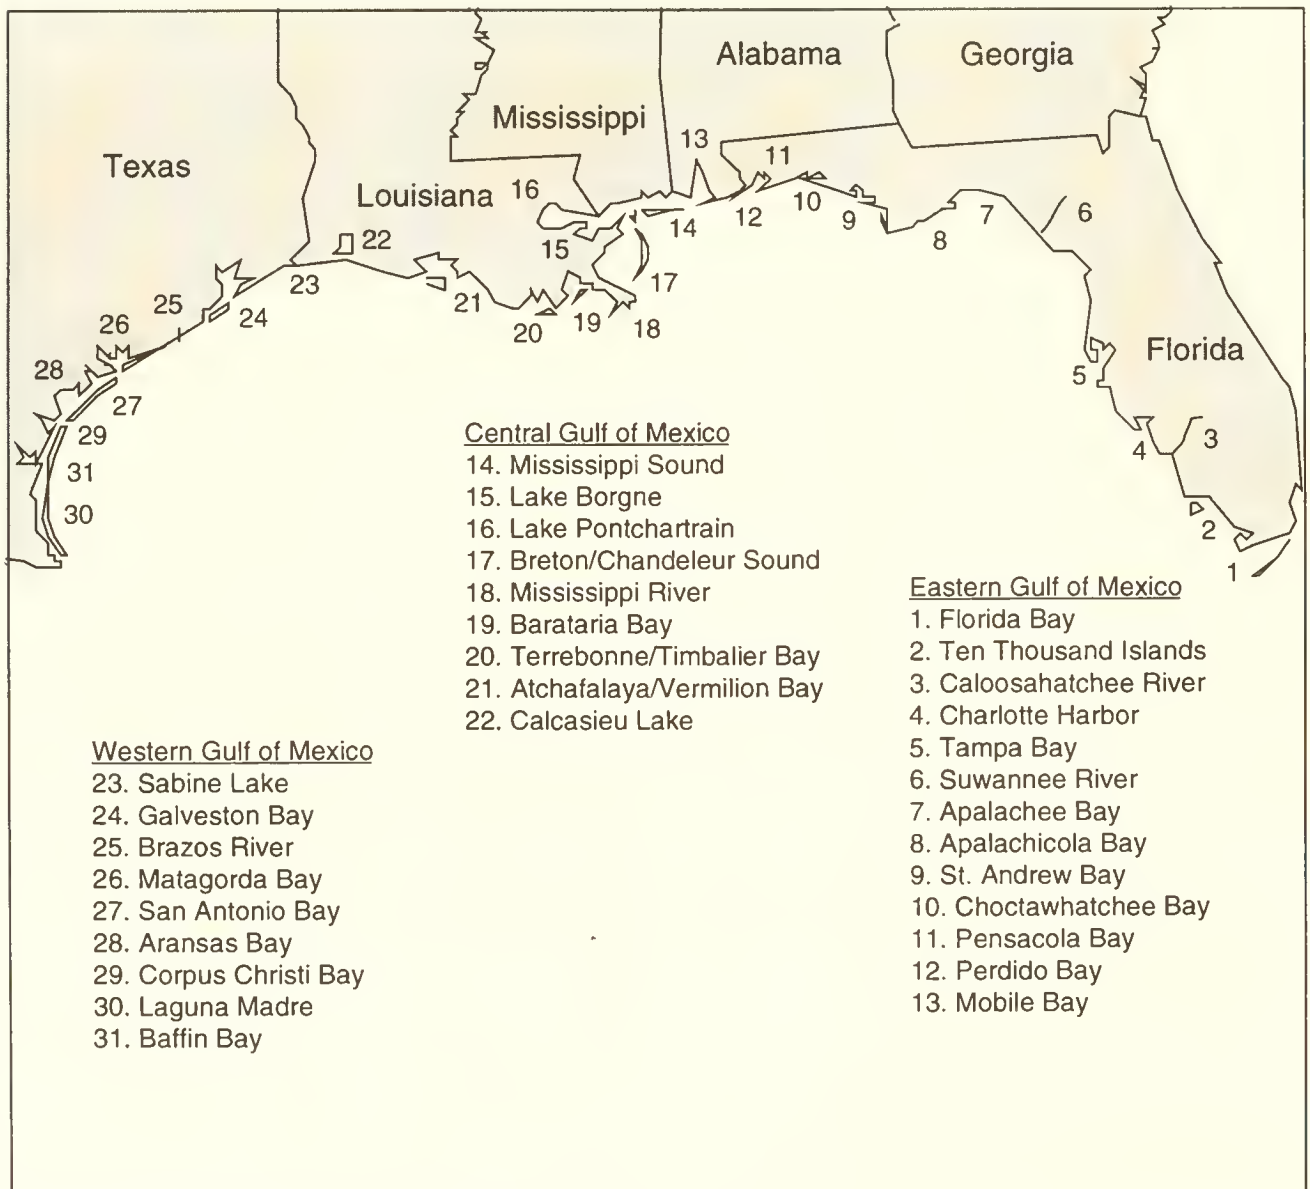 Alabama
Georgia
Mississippi
Texas
Louisiana
Florida
13
11
16
10
12
14
9
7
6
8
15
22
17
23
21
25
24
20
19
18
26
5
28
27
29
4
3
31
30
2
1
Central Gulf of Mexico
14. Mississippi Sound
15. Lake Borgne
16. Lake Pontchartrain
17. Breton/Chandeleur Sound
18. Mississippi River
19. Barataria Bay
20. Terrebonne/Timbalier Bay
21. Atchafalaya/Vermilion Bay
22. Calcasieu Lake
Eastern Gulf of Mexico
1. Florida Bay
2. Ten Thousand Islands
3. Caloosahatchee River
4. Charlotte Harbor
5. Tampa Bay
6. Suwannee River
7. Apalachee Bay
8. Apalachicola Bay
9. St. Andrew Bay
10. Choctawhatchee Bay
11. Pensacola Bay
12. Perdido Bay
13. Mobile Bay
Western Gulf of Mexico
23. Sabine Lake
24. Galveston Bay
25. Brazos River
26. Matagorda Bay
27. San Antonio Bay
28. Aransas Bay
29. Corpus Christi Bay
30. Laguna Madre
31. Baffin Bay